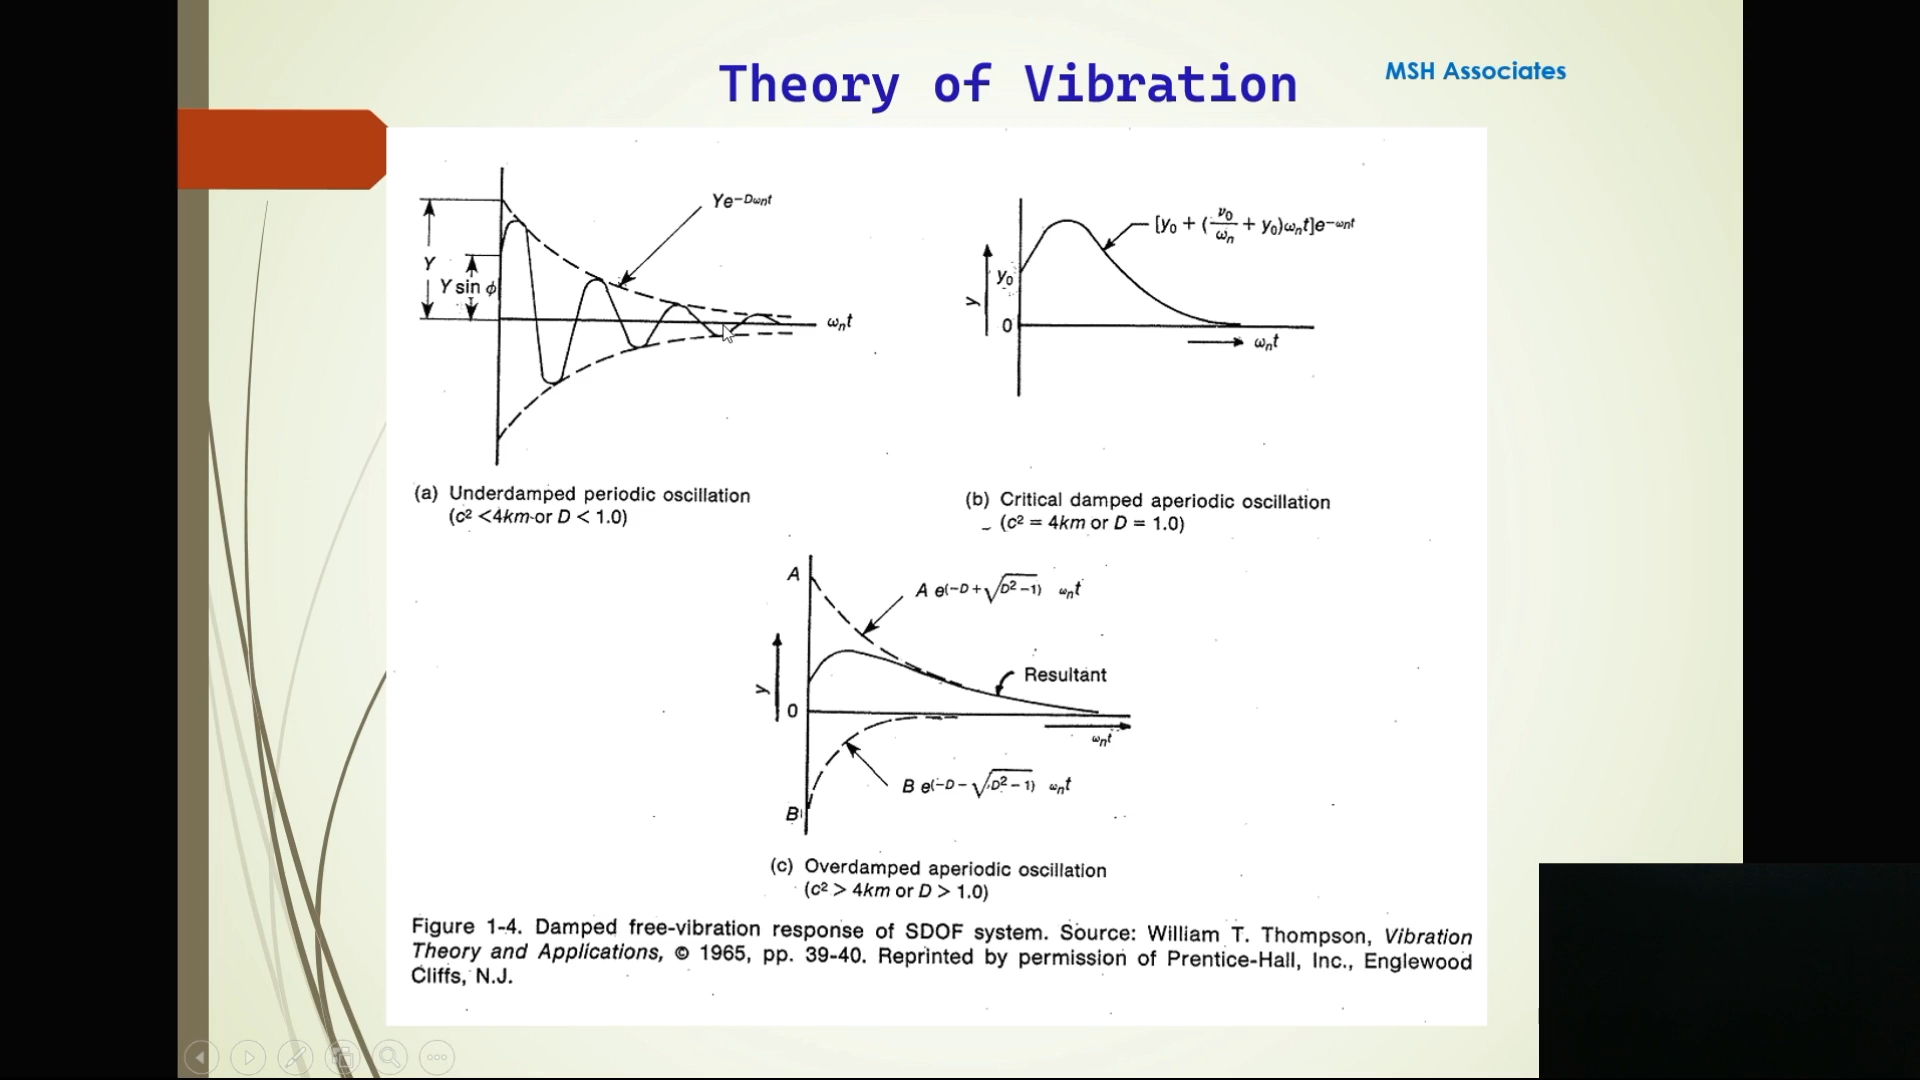 Theory of Vibration
MSH Associates
Ye-Dωnt
Y
Y sin ϕ
ωnt
(a) Underdamped periodic oscillation
(c² <4km or D < 1.0)
[y0 + (v0/ωn + y0)ωnt]e-ωnt
y0
y
0
ωnt
(b) Critical damped aperiodic oscillation
(c² = 4km or D = 1.0)
A
A e(-D+√D²-1) ωnt
Resultant
y
0
ωnt
B e(-D-√D²-1) ωnt
B
(c) Overdamped aperiodic oscillation
(c² > 4km or D > 1.0)
Figure 1-4. Damped free-vibration response of SDOF system. Source: William T. Thompson, Vibration
Theory and Applications, © 1965, pp. 39-40. Reprinted by permission of Prentice-Hall, Inc., Englewood
Cliffs, N.J.